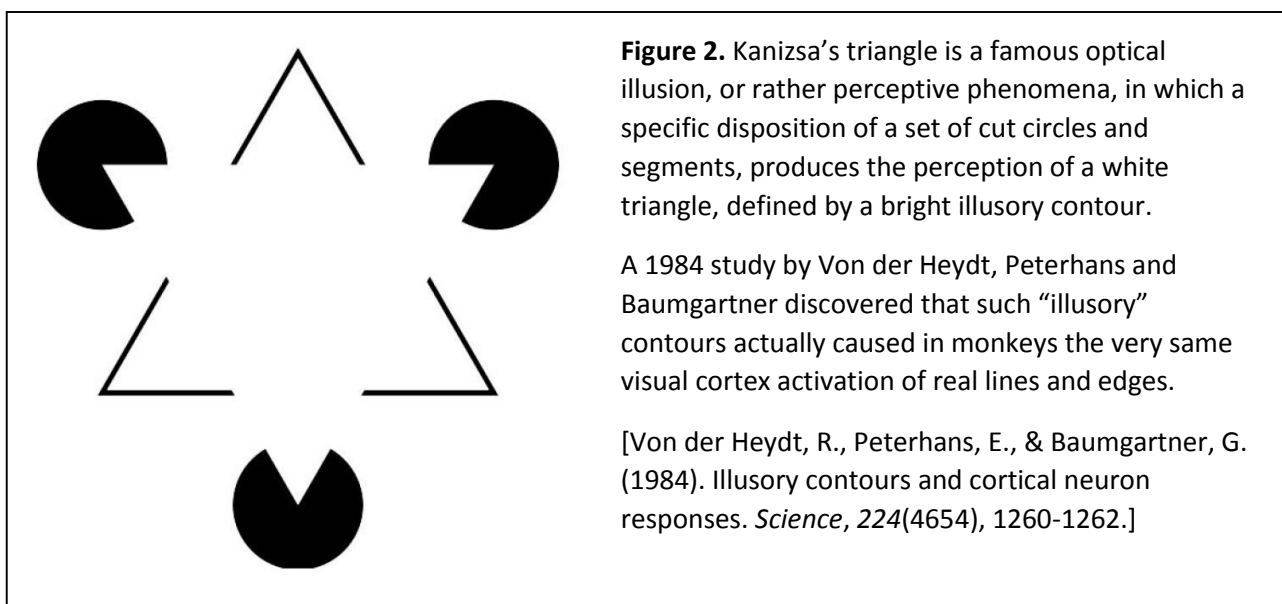 Figure 2. Kanizsa’s triangle is a famous optical
illusion, or rather perceptive phenomena, in which a
specific disposition of a set of cut circles and
segments, produces the perception of a white
triangle, defined by a bright illusory contour.
A 1984 study by Von der Heydt, Peterhans and
Baumgartner discovered that such “illusory”
contours actually caused in monkeys the very same
visual cortex activation of real lines and edges.
[Von der Heydt, R., Peterhans, E., & Baumgartner, G.
(1984). Illusory contours and cortical neuron
responses. Science, 224(4654), 1260-1262.]